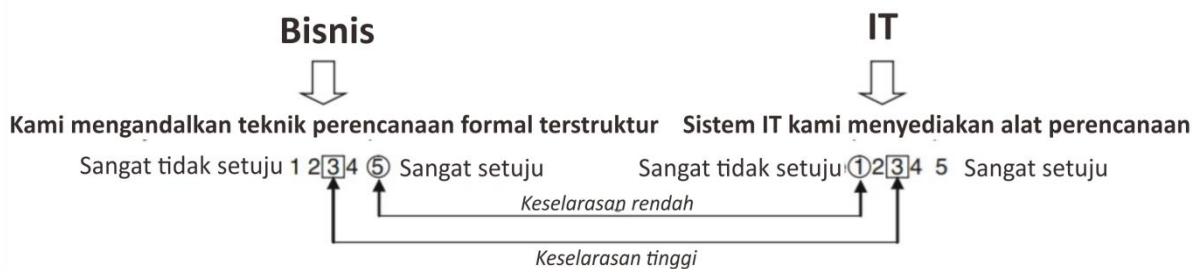 Bisnis IT
Kami mengandalkan teknik perencanaan formal terstruktur Sistem IT kami menyediakan alat perencanaan
Sangat tidak setuju 1 2 3 4 5 Sangat setuju Sangat tidak setuju 1 2 3 4 5 Sangat setuju
Keselarasan rendah
Keselarasan tinggi